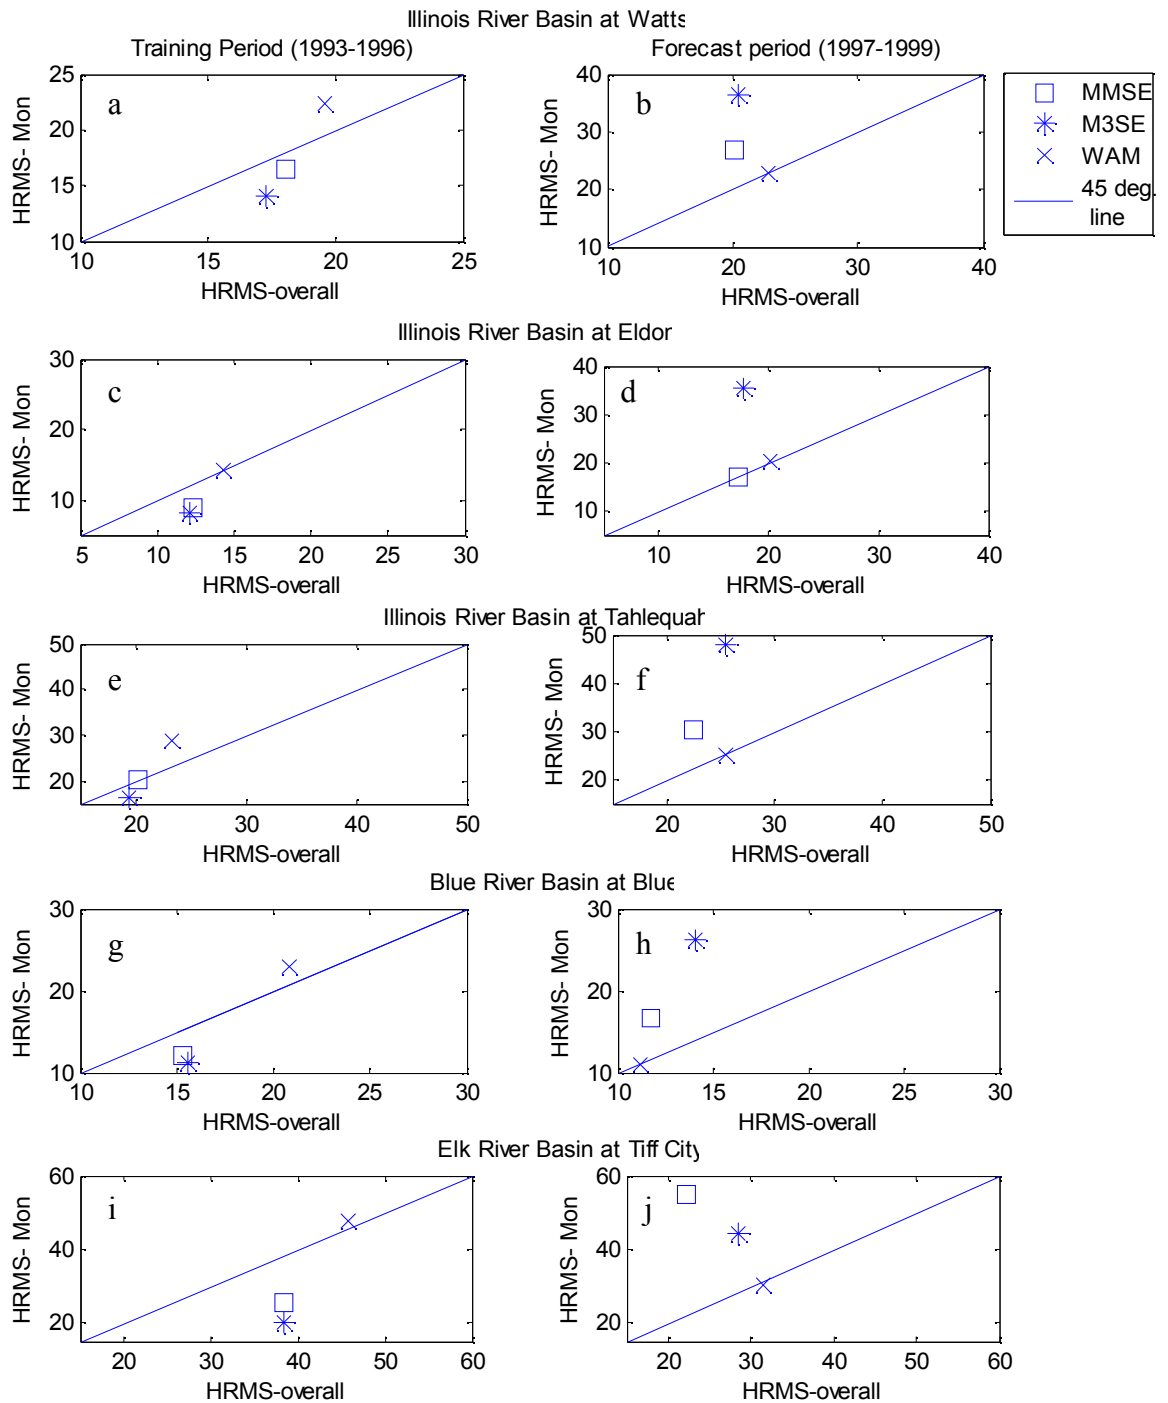 Illinois River Basin at Watts
Training Period (1993-1996)
Forecast period (1997-1999)
a
25
20
15
10
10 15 20 25
HRMS- Mon
HRMS-overall
b
40
30
20
10
10 20 30 40
HRMS- Mon
HRMS-overall
MMSE
M3SE
WAM
45 deg.
line
Illinois River Basin at Eldor
c
30
20
10
5 10 15 20 25 30
HRMS- Mon
HRMS-overall
d
40
30
20
10
10 20 30 40
HRMS- Mon
HRMS-overall
Illinois River Basin at Tahlequah
e
50
40
30
20
20 30 40 50
HRMS- Mon
HRMS-overall
f
50
40
30
20
20 30 40 50
HRMS- Mon
HRMS-overall
Blue River Basin at Blue
g
30
20
10
10 15 20 25 30
HRMS- Mon
HRMS-overall
h
30
20
10
10 15 20 25 30
HRMS- Mon
HRMS-overall
Elk River Basin at Tiff City
i
60
40
20
20 30 40 50 60
HRMS- Mon
HRMS-overall
j
60
40
20
20 30 40 50 60
HRMS- Mon
HRMS-overall